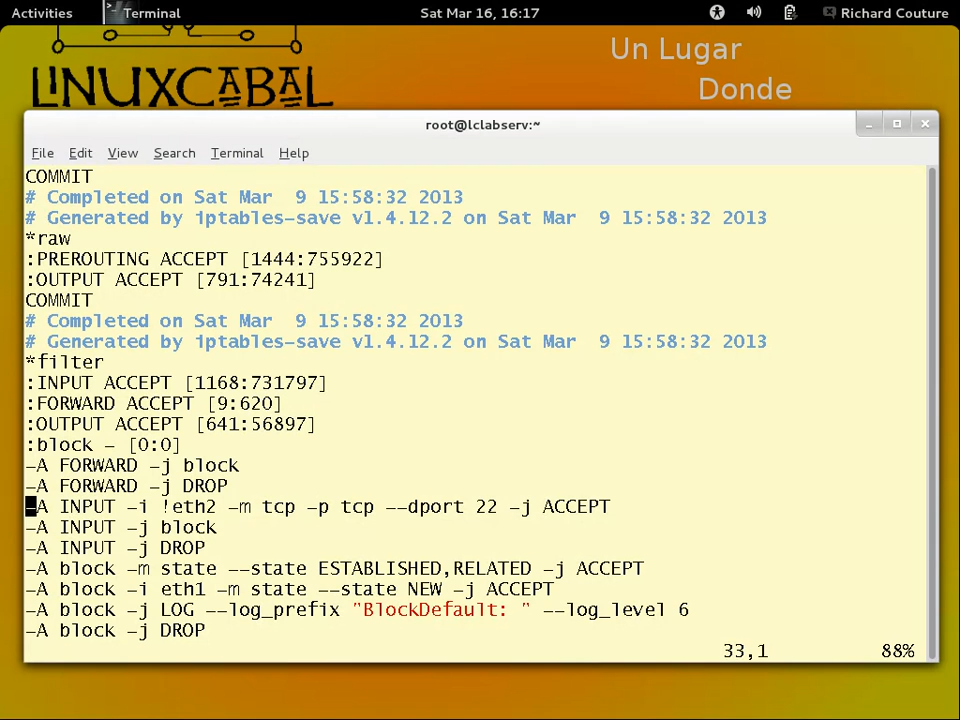 Activities
Terminal
Sat Mar 16, 16:17
Richard Couture
Un Lugar
Donde
LINUXCABAL
root@lclabserv:~
File Edit View Search Terminal Help
COMMIT
# Completed on Sat Mar  9 15:58:32 2013
# Generated by iptables-save v1.4.12.2 on Sat Mar  9 15:58:32 2013
*raw
:PREROUTING ACCEPT [1444:755922]
:OUTPUT ACCEPT [791:74241]
COMMIT
# Completed on Sat Mar  9 15:58:32 2013
# Generated by iptables-save v1.4.12.2 on Sat Mar  9 15:58:32 2013
*filter
:INPUT ACCEPT [1168:731797]
:FORWARD ACCEPT [9:620]
:OUTPUT ACCEPT [641:56897]
:block - [0:0]
-A FORWARD -j block
-A FORWARD -j DROP
-A INPUT -i !eth2 -m tcp -p tcp --dport 22 -j ACCEPT
-A INPUT -j block
-A INPUT -j DROP
-A block -m state --state ESTABLISHED,RELATED -j ACCEPT
-A block -i eth1 -m state --state NEW -j ACCEPT
-A block -j LOG --log_prefix "BlockDefault: " --log_level 6
-A block -j DROP
33,1 88%